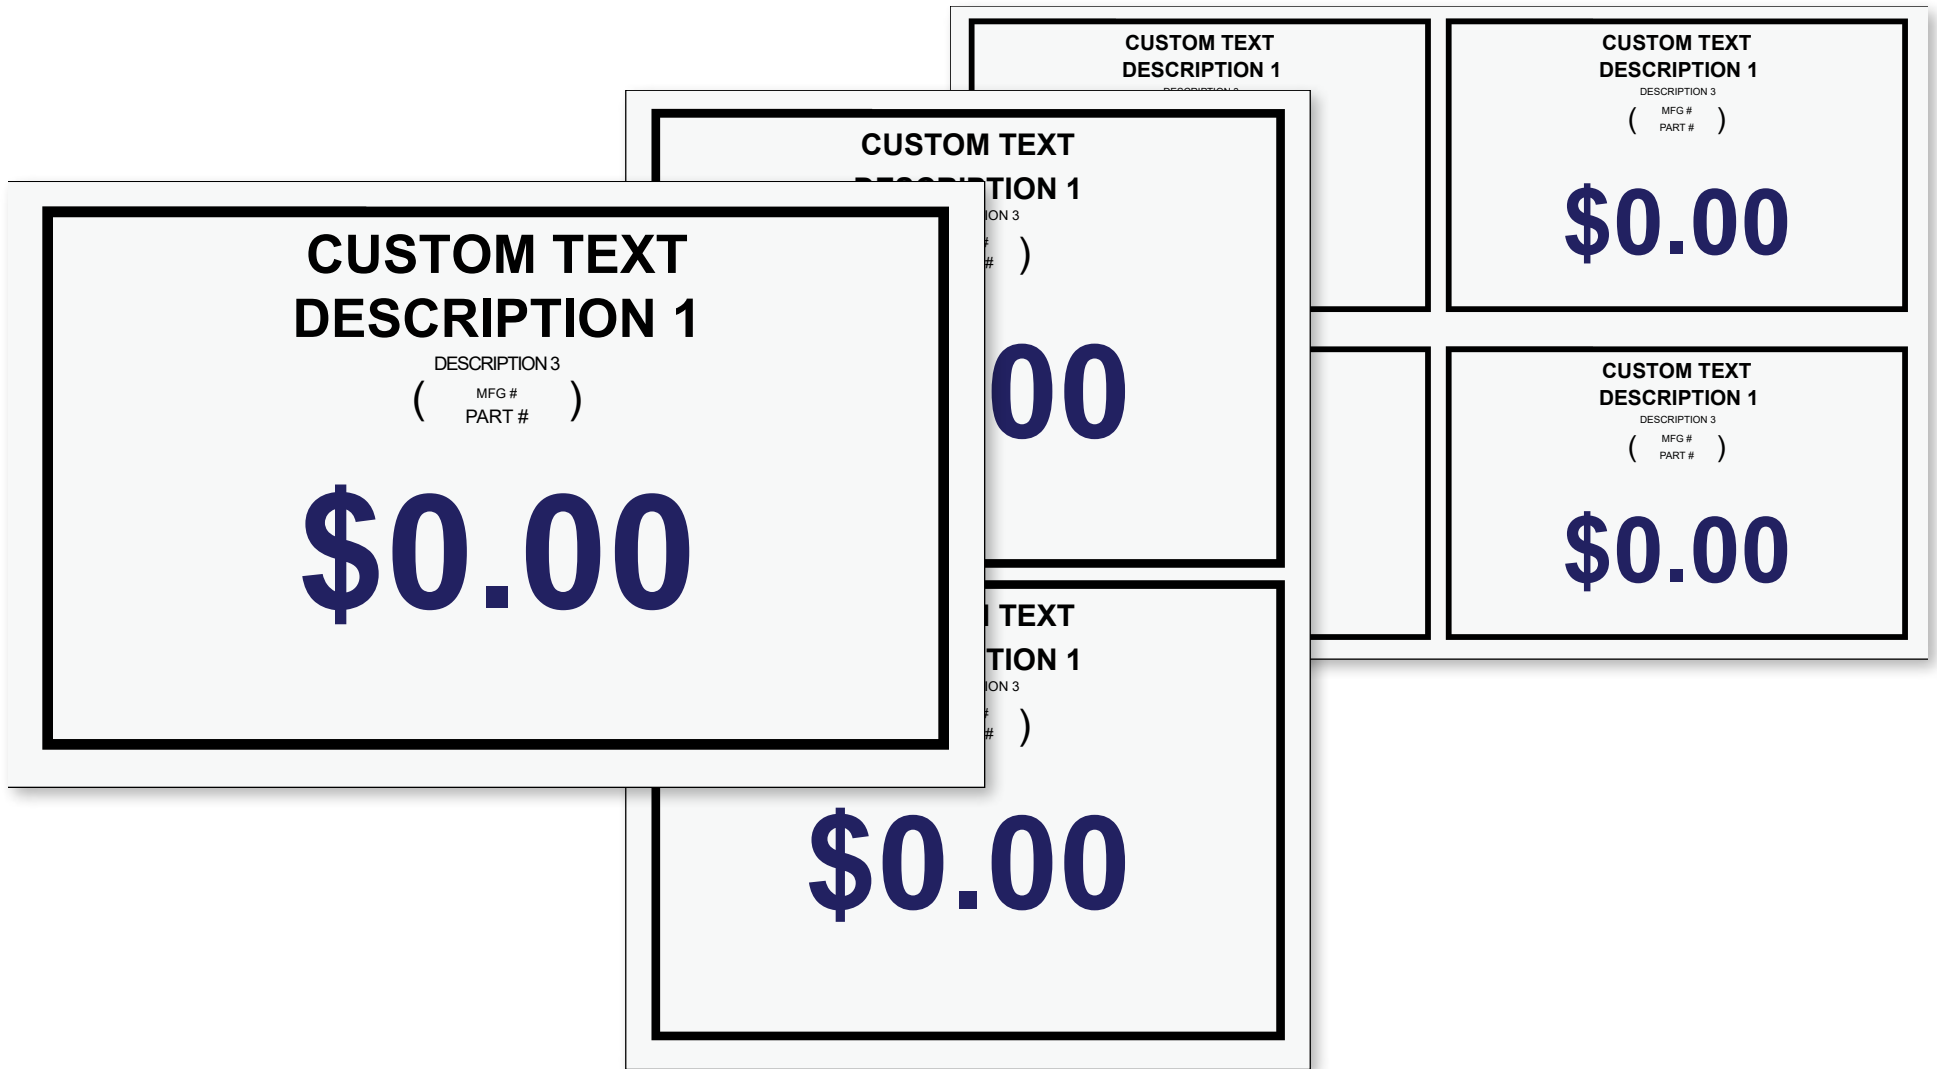 CUSTOM TEXT
DESCRIPTION 1
DESCRIPTION 3
( MFG # )
PART #
$0.00
CUSTOM TEXT
TION 1
ION 3
# )
00
TEXT
TION 1
ION 3
# )
$0.00
CUSTOM TEXT
DESCRIPTION 1
CUSTOM TEXT
DESCRIPTION 1
DESCRIPTION 3
( MFG # )
PART #
$0.00
CUSTOM TEXT
DESCRIPTION 1
DESCRIPTION 3
( MFG # )
PART #
$0.00